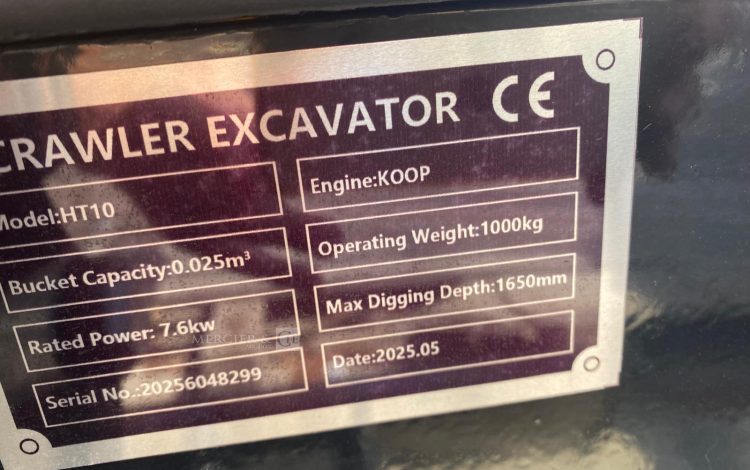 CRAWLER EXCAVATOR CE
Model:HT10
Engine:KOOP
Bucket Capacity:0.025m³
Operating Weight:1000kg
Rated Power: 7.6kw
Max Digging Depth:1650mm
Serial No.:20256048299
Date:2025.05